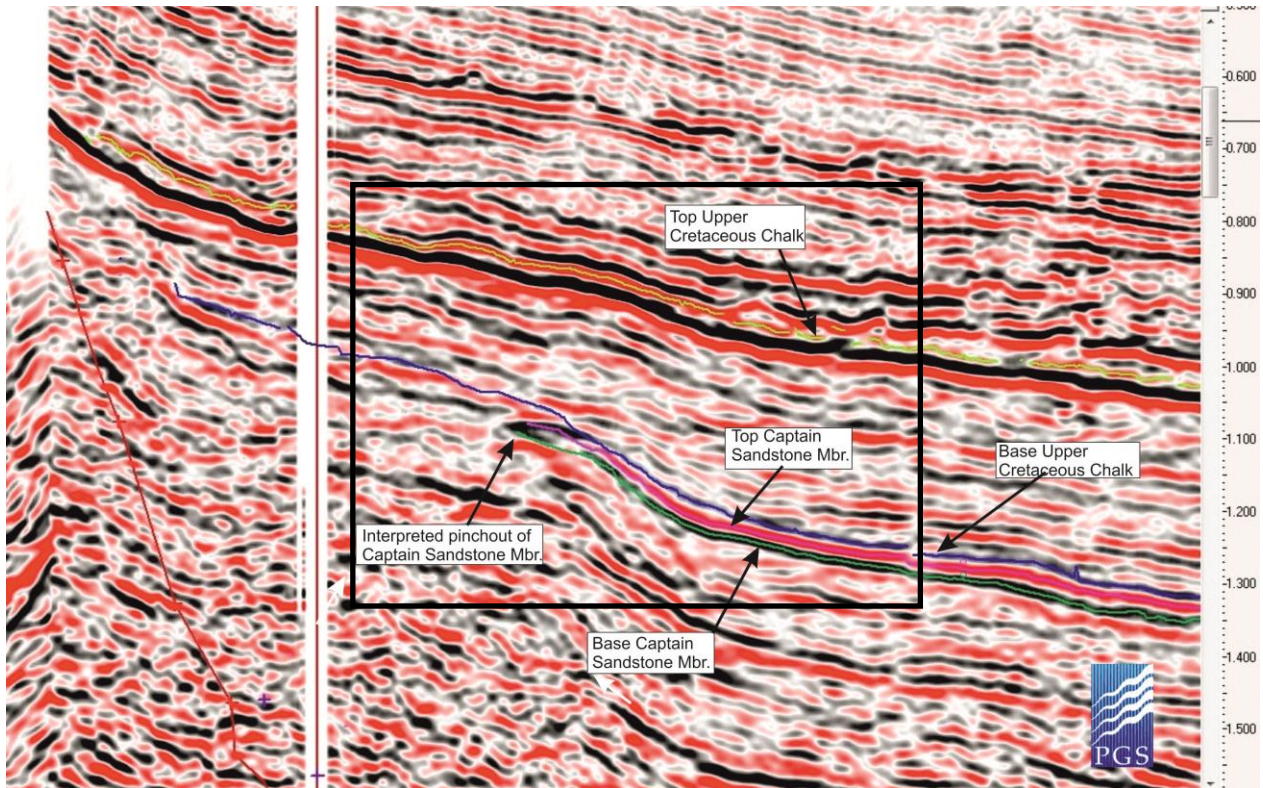 0.500
0.600
0.700
0.800
0.900
1.000
1.100
1.200
1.300
1.400
1.500
Top Upper
Cretaceous Chalk
Top Captain
Sandstone Mbr.
Base Upper
Cretaceous Chalk
Interpreted pinchout of
Captain Sandstone Mbr.
Base Captain
Sandstone Mbr.
PGS